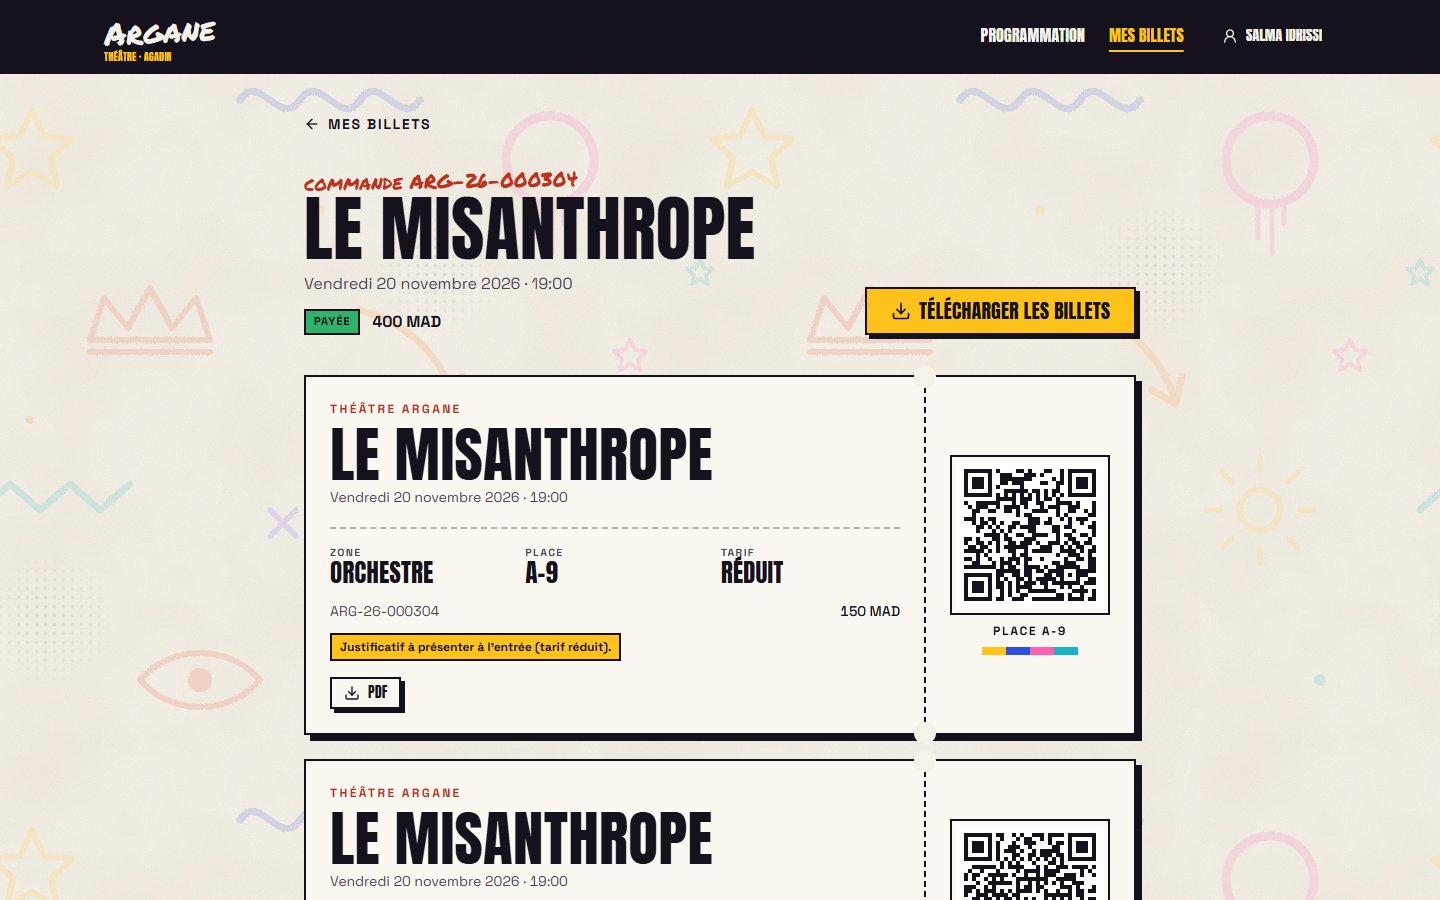 ARGANE
THÉÂTRE · AGADIR
PROGRAMMATION
MES BILLETS
SALMA IDRISSI
MES BILLETS
COMMANDE ARG-26-000304
LE MISANTHROPE
Vendredi 20 novembre 2026 · 19:00
PAYÉE
400 MAD
TÉLÉCHARGER LES BILLETS
THÉÂTRE ARGANE
LE MISANTHROPE
Vendredi 20 novembre 2026 · 19:00
ZONE
ORCHESTRE
PLACE
A-9
TARIF
RÉDUIT
ARG-26-000304
150 MAD
Justificatif à présenter à l'entrée (tarif réduit).
PDF
PLACE A-9
THÉÂTRE ARGANE
LE MISANTHROPE
Vendredi 20 novembre 2026 · 19:00